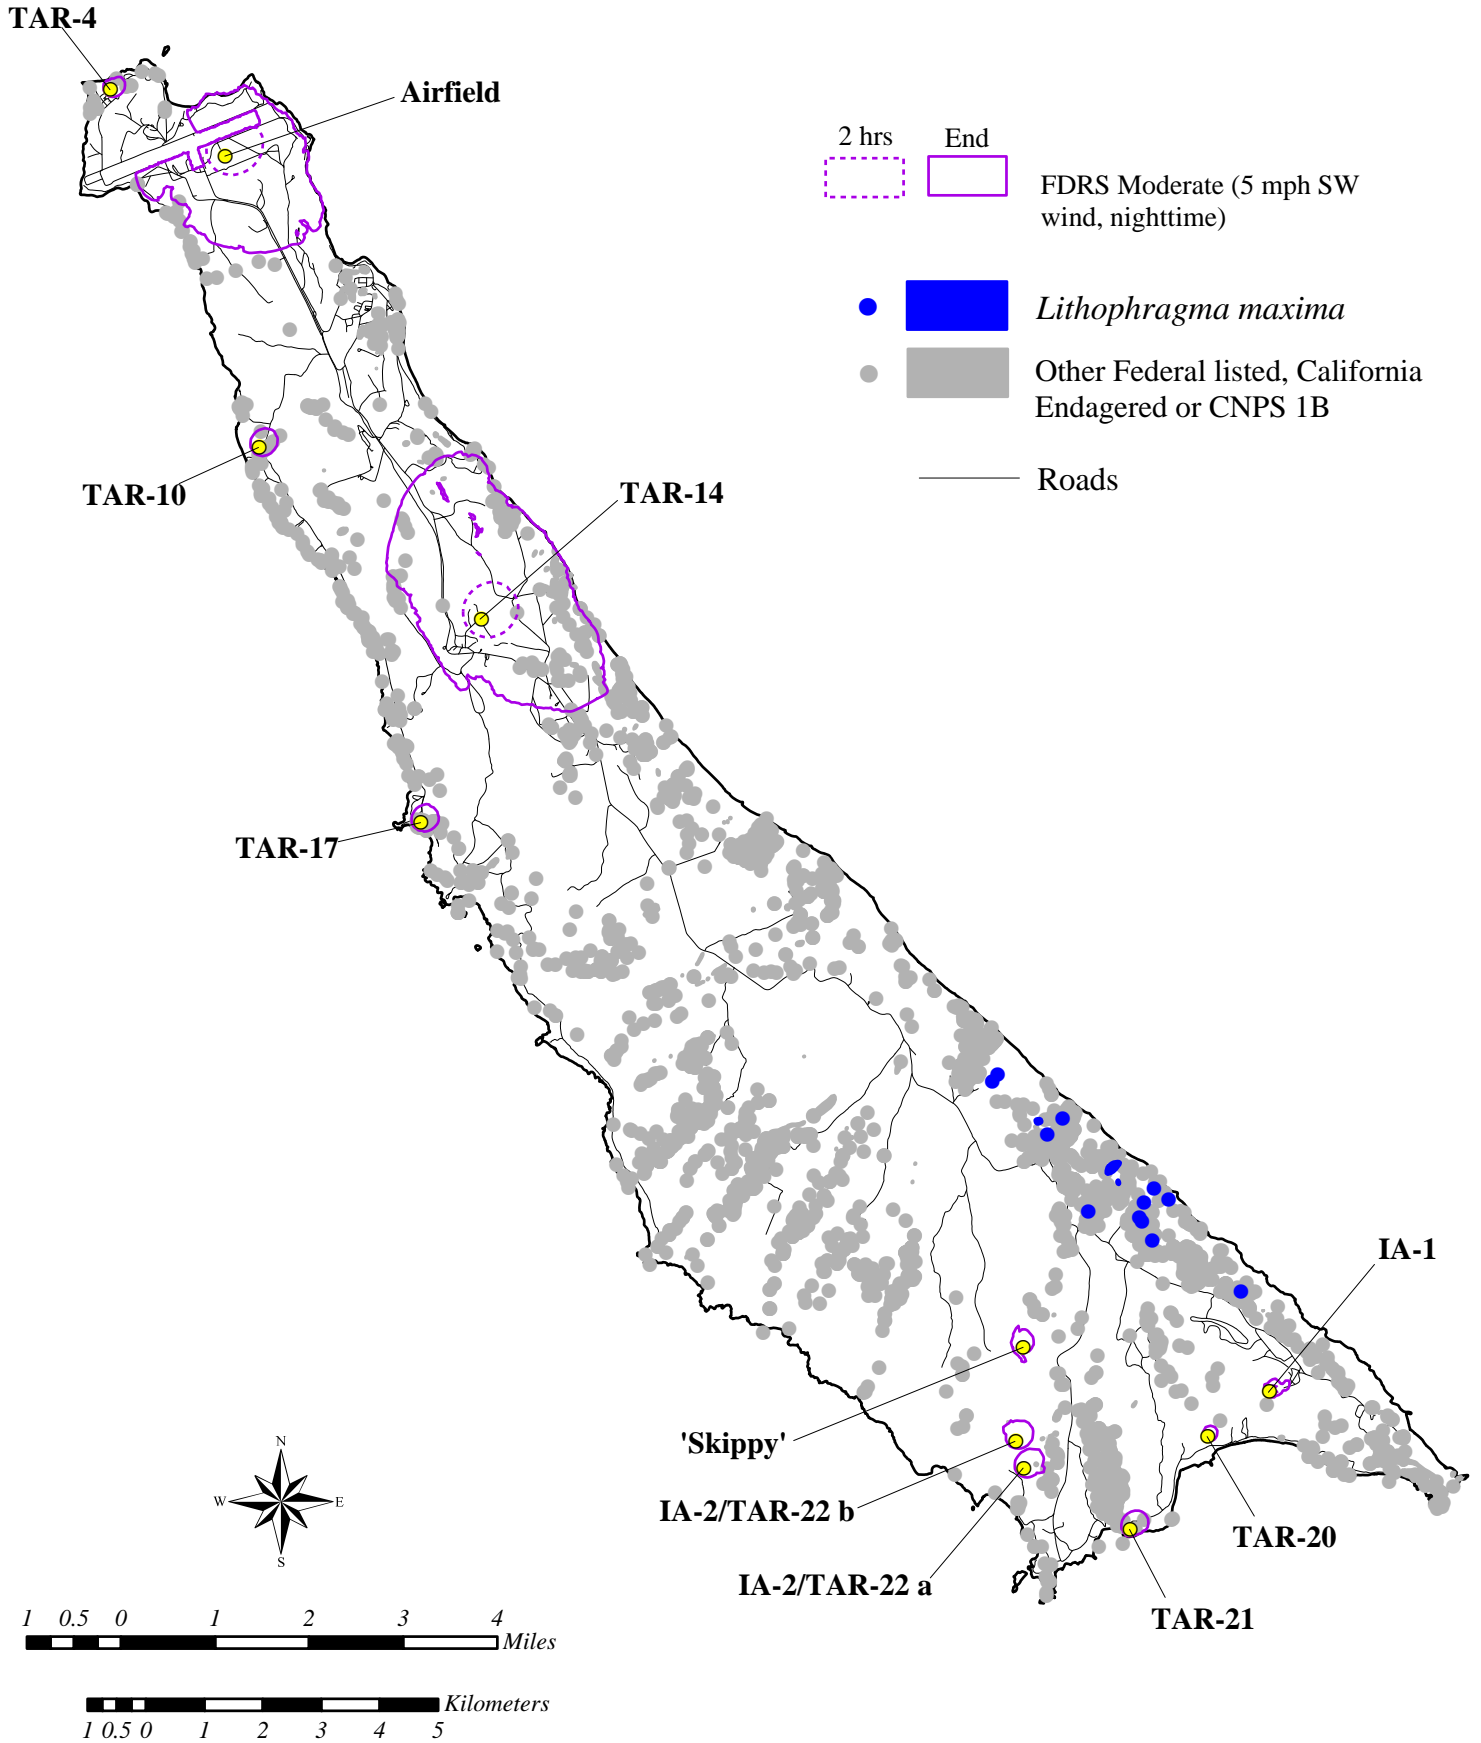 TAR-4
Airfield
2 hrs
End
FDRS Moderate (5 mph SW
wind, nighttime)
Lithophragma maxima
Other Federal listed, California
Endagered or CNPS 1B
Roads
TAR-10
TAR-14
TAR-17
IA-1
'Skippy'
IA-2/TAR-22 b
IA-2/TAR-22 a
TAR-20
TAR-21
N
W
E
S
1 0.5 0 1 2 3 4
Miles
Kilometers
1 0.5 0 1 2 3 4 5